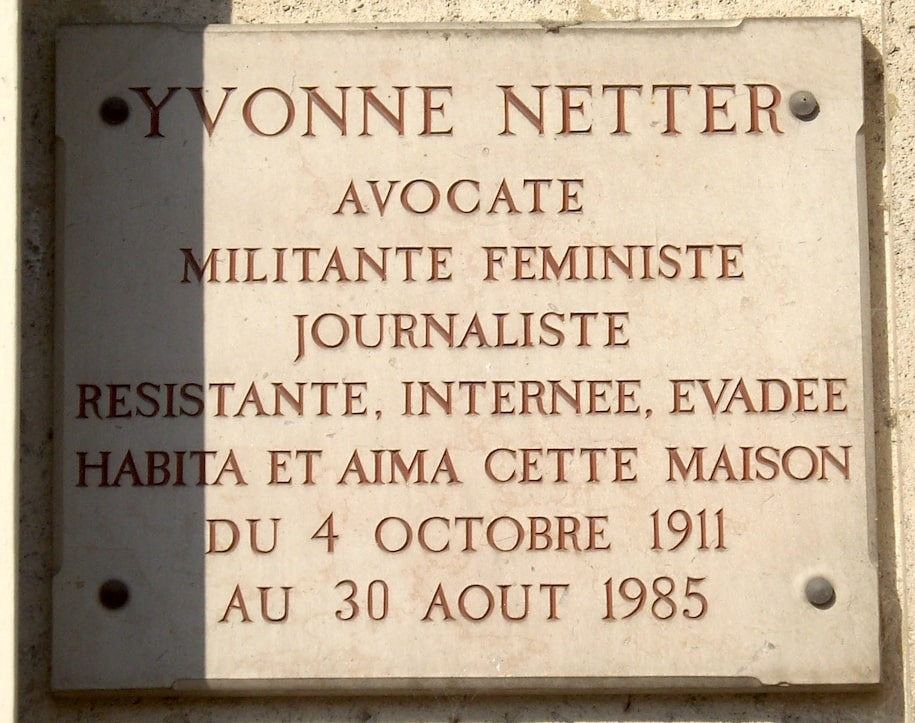 YVONNE NETTER
AVOCATE
MILITANTE FEMINISTE
JOURNALISTE
RESISTANTE, INTERNEE, EVADEE
HABITA ET AIMA CETTE MAISON
DU 4 OCTOBRE 1911
AU 30 AOUT 1985